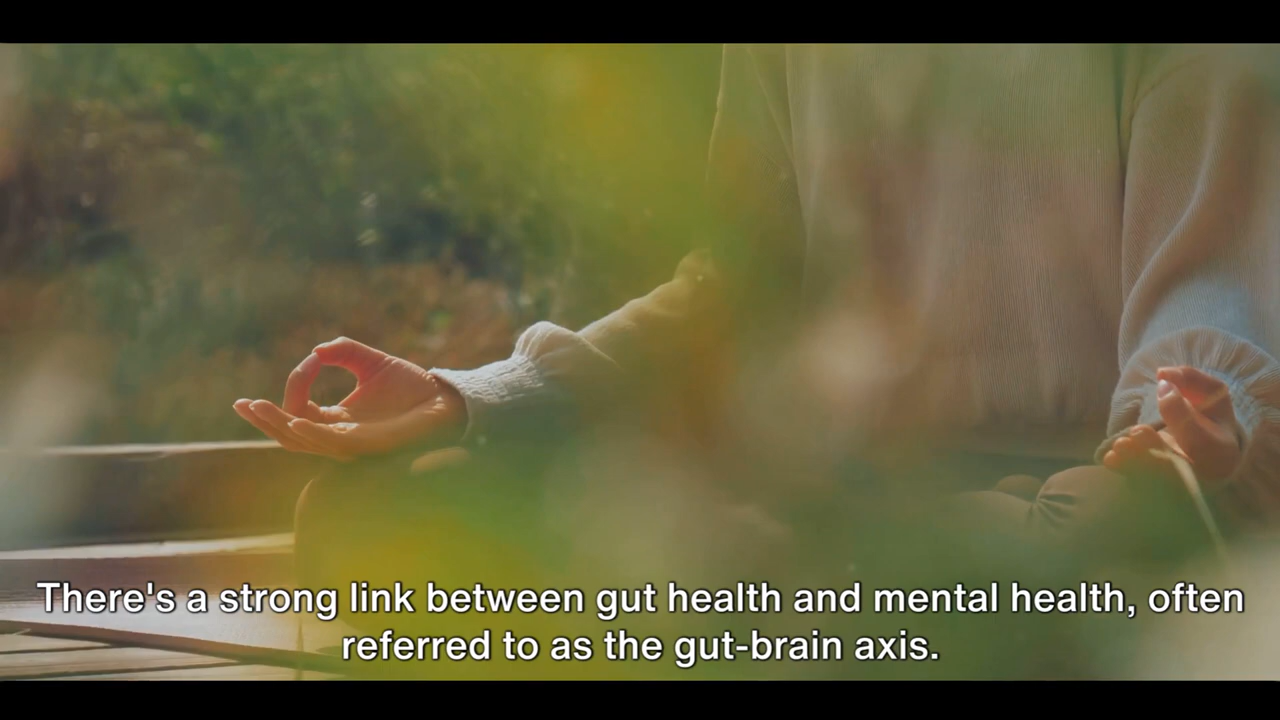 There's a strong link between gut health and mental health, often
referred to as the gut-brain axis.